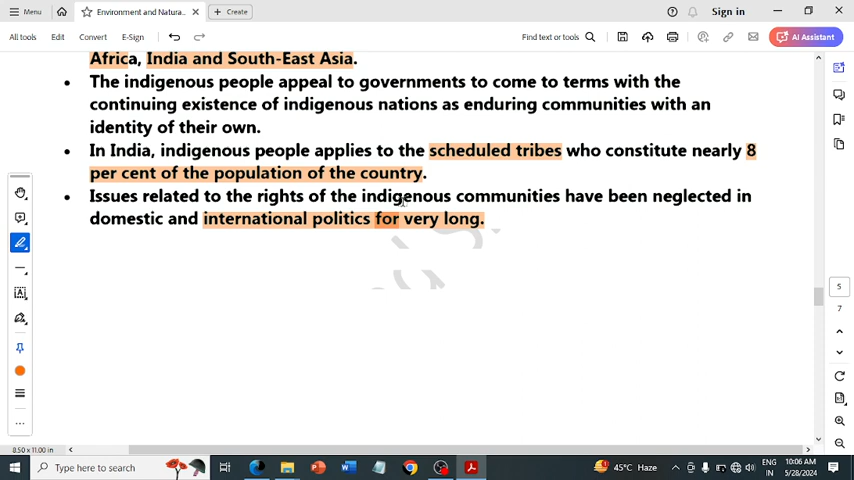 Menu
Environment and Natura...
Create
Sign in
All tools
Edit
Convert
E-Sign
Find text or tools
AI Assistant
Africa, India and South-East Asia.
• The indigenous people appeal to governments to come to terms with the
continuing existence of indigenous nations as enduring communities with an
identity of their own.
• In India, indigenous people applies to the scheduled tribes who constitute nearly 8
per cent of the population of the country.
• Issues related to the rights of the indigenous communities have been neglected in
domestic and international politics for very long.
5
7
8.50 x 11.00 in
Type here to search
45°C Haze
ENG
IN
10:06 AM
5/28/2024